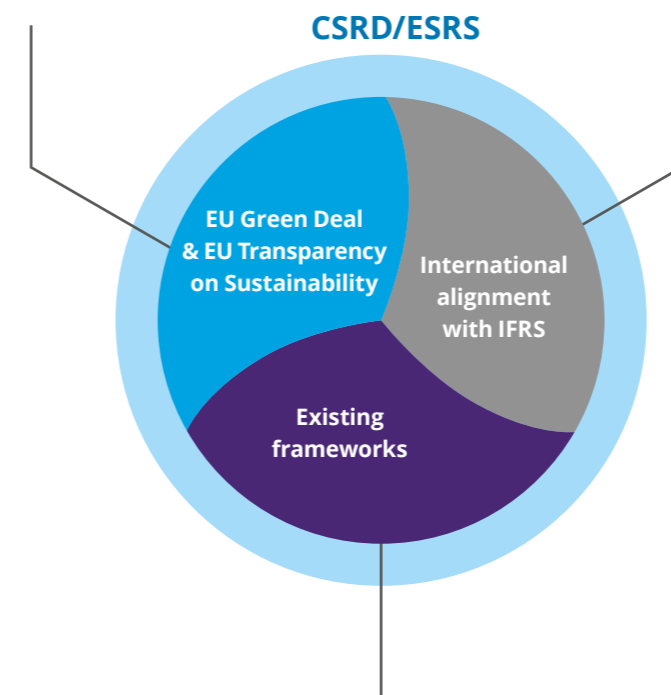 CSRD/ESRS
EU Green Deal
& EU Transparency
on Sustainability
International
alignment
with IFRS
Existing
frameworks